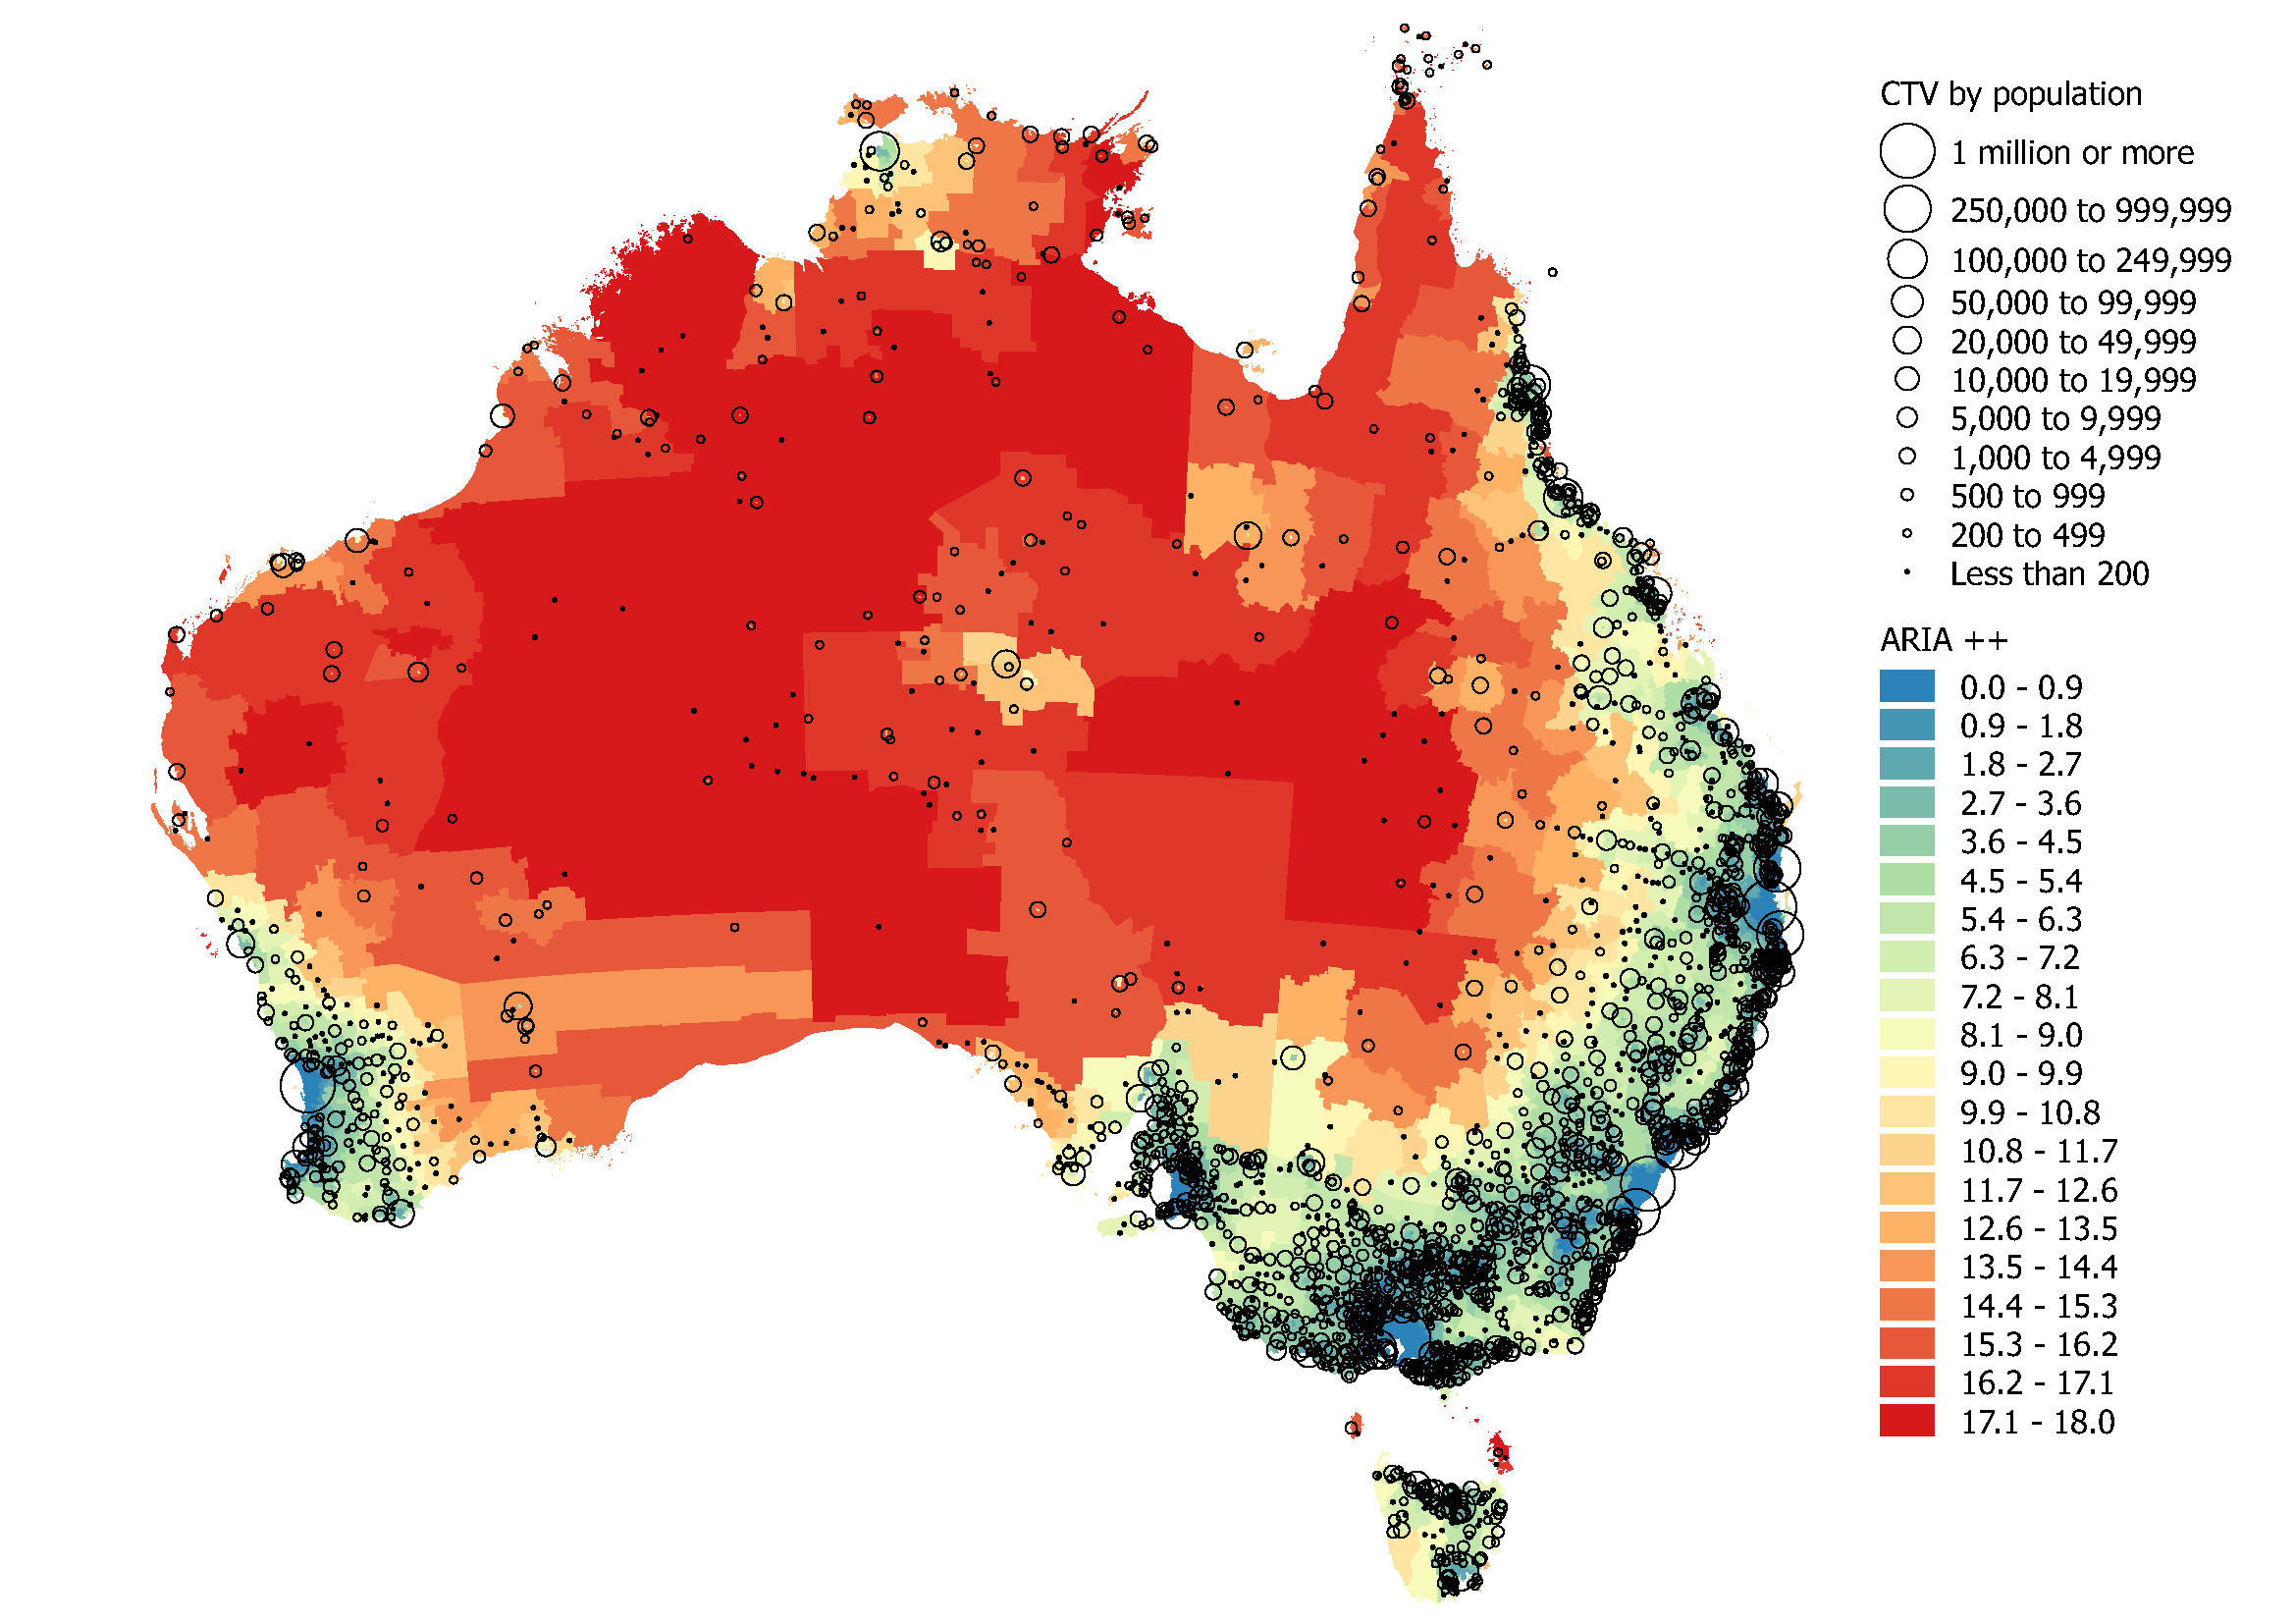 CTV by population
1 million or more
250,000 to 999,999
100,000 to 249,999
50,000 to 99,999
20,000 to 49,999
10,000 to 19,999
5,000 to 9,999
1,000 to 4,999
500 to 999
200 to 499
Less than 200
ARIA ++
0.0 - 0.9
0.9 - 1.8
1.8 - 2.7
2.7 - 3.6
3.6 - 4.5
4.5 - 5.4
5.4 - 6.3
6.3 - 7.2
7.2 - 8.1
8.1 - 9.0
9.0 - 9.9
9.9 - 10.8
10.8 - 11.7
11.7 - 12.6
12.6 - 13.5
13.5 - 14.4
14.4 - 15.3
15.3 - 16.2
16.2 - 17.1
17.1 - 18.0